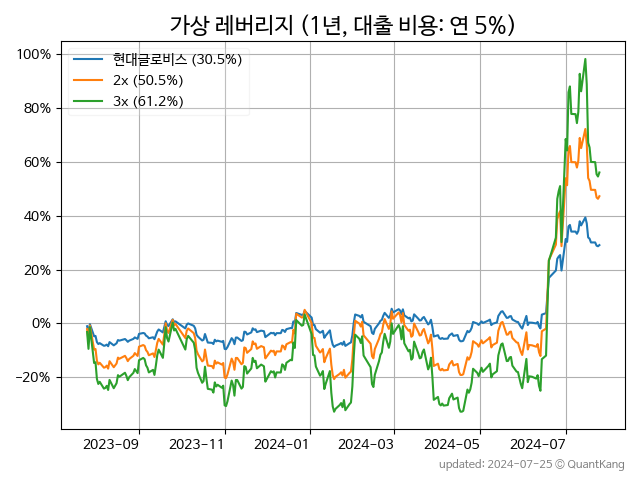 가상 레버리지 (1년, 대출 비용: 연 5%)
현대글로비스 (30.5%)
2x (50.5%)
3x (61.2%)
100%
80%
60%
40%
20%
0%
−20%
2023−09
2023−11
2024−01
2024−03
2024−05
2024−07
updated: 2024-07-25 © QuantKang